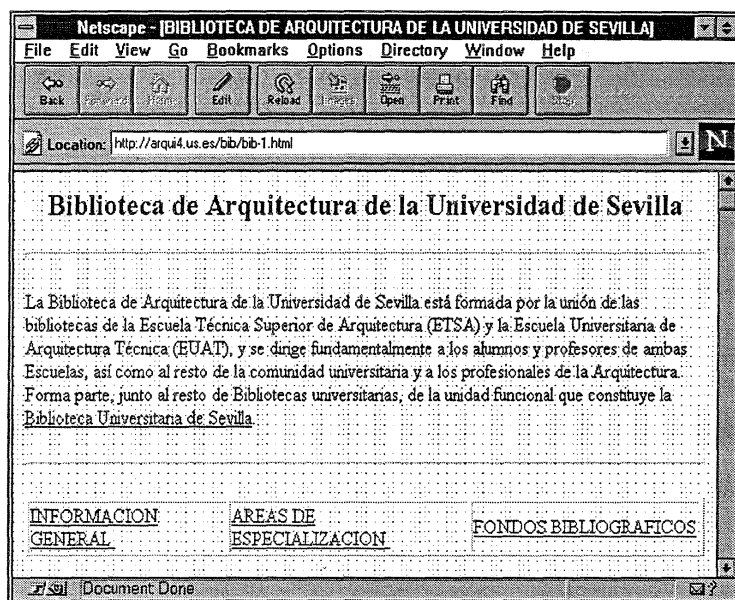 Netscape - [BIBLIOTECA DE ARQUITECTURA DE LA UNIVERSIDAD DE SEVILLA]
File Edit View Go Bookmarks Options Directory Window Help
Back Forward Home Edit Reload Images Open Print Find Stop
Location: http://arqui4.us.es/bib/bib-1.html N
Biblioteca de Arquitectura de la Universidad de Sevilla
La Biblioteca de Arquitectura de la Universidad de Sevilla está formada por la unión de las
bibliotecas de la Escuela Técnica Superior de Arquitectura (ETSA) y la Escuela Universitaria de
Arquitectura Técnica (EUAT), y se dirige fundamentalmente a los alumnos y profesores de ambas
Escuelas, así como al resto de la comunidad universitaria y a los profesionales de la Arquitectura.
Forma parte, junto al resto de Bibliotecas universitarias, de la unidad funcional que constituye la
Biblioteca Universitaria de Sevilla.
INFORMACION GENERAL
AREAS DE ESPECIALIZACION
FONDOS BIBLIOGRAFICOS
Document Done